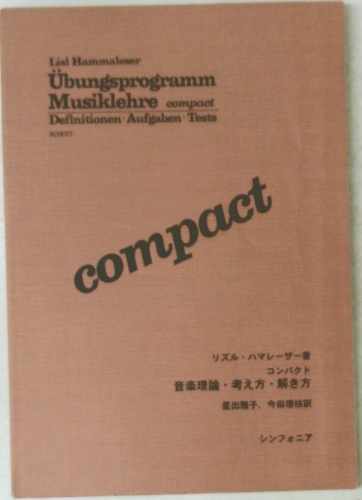 Lisl Hammaleser
Übungsprogramm
Musiklehre compact
Definitionen · Aufgaben · Tests
SCHOTT
compact
リズル・ハマレーザー著
コンパクト
音楽理論・考え方・解き方
星出雅子、今田理枝訳
シンフォニア